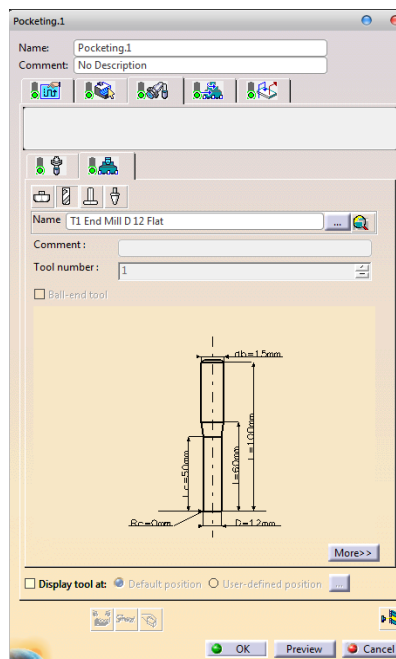 Pocketing.1
Name: Pocketing.1
Comment: No Description
Name T1 End Mill D 12 Flat ...
Comment :
Tool number : 1
Ball-end tool
db=15mm
L=100mm
l=60mm
Lc=50mm
Rc=0mm D=12mm
More>>
Display tool at: Default position User-defined position ...
OK Preview Cancel